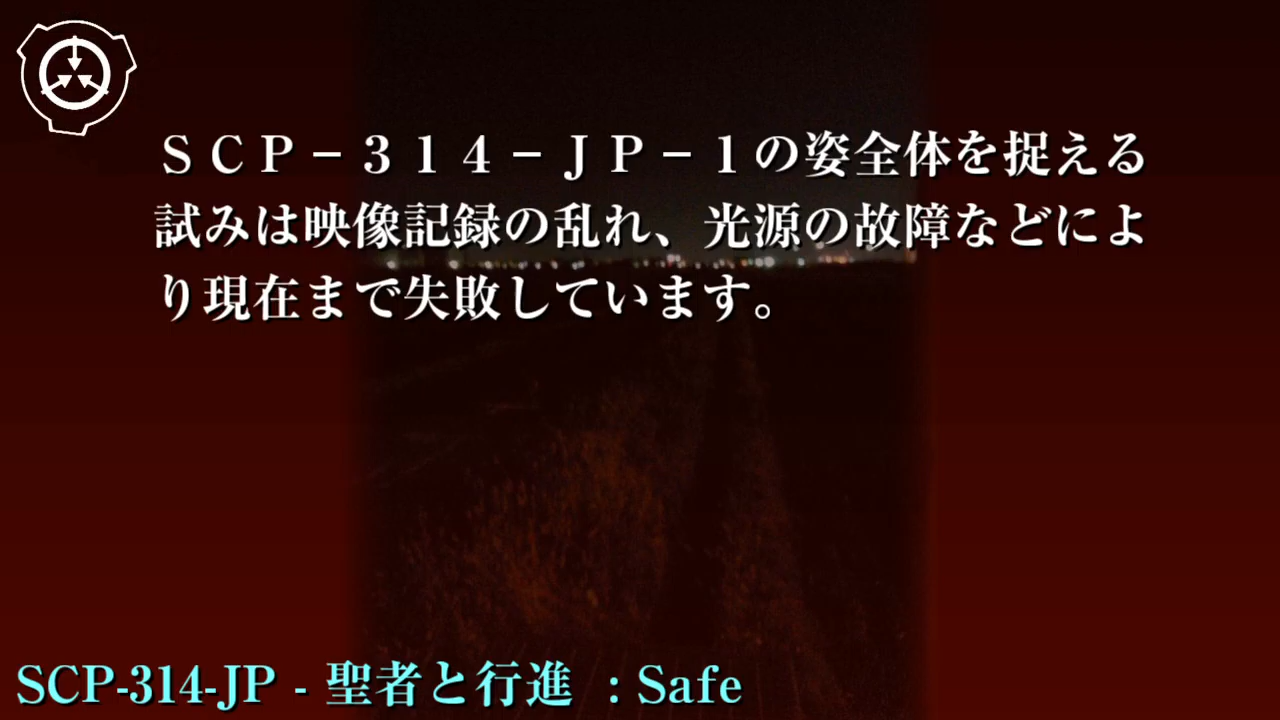 SCP－314－JP－1の姿全体を捉える
試みは映像記録の乱れ、光源の故障などによ
り現在まで失敗しています。
SCP-314-JP - 聖者と行進 : Safe